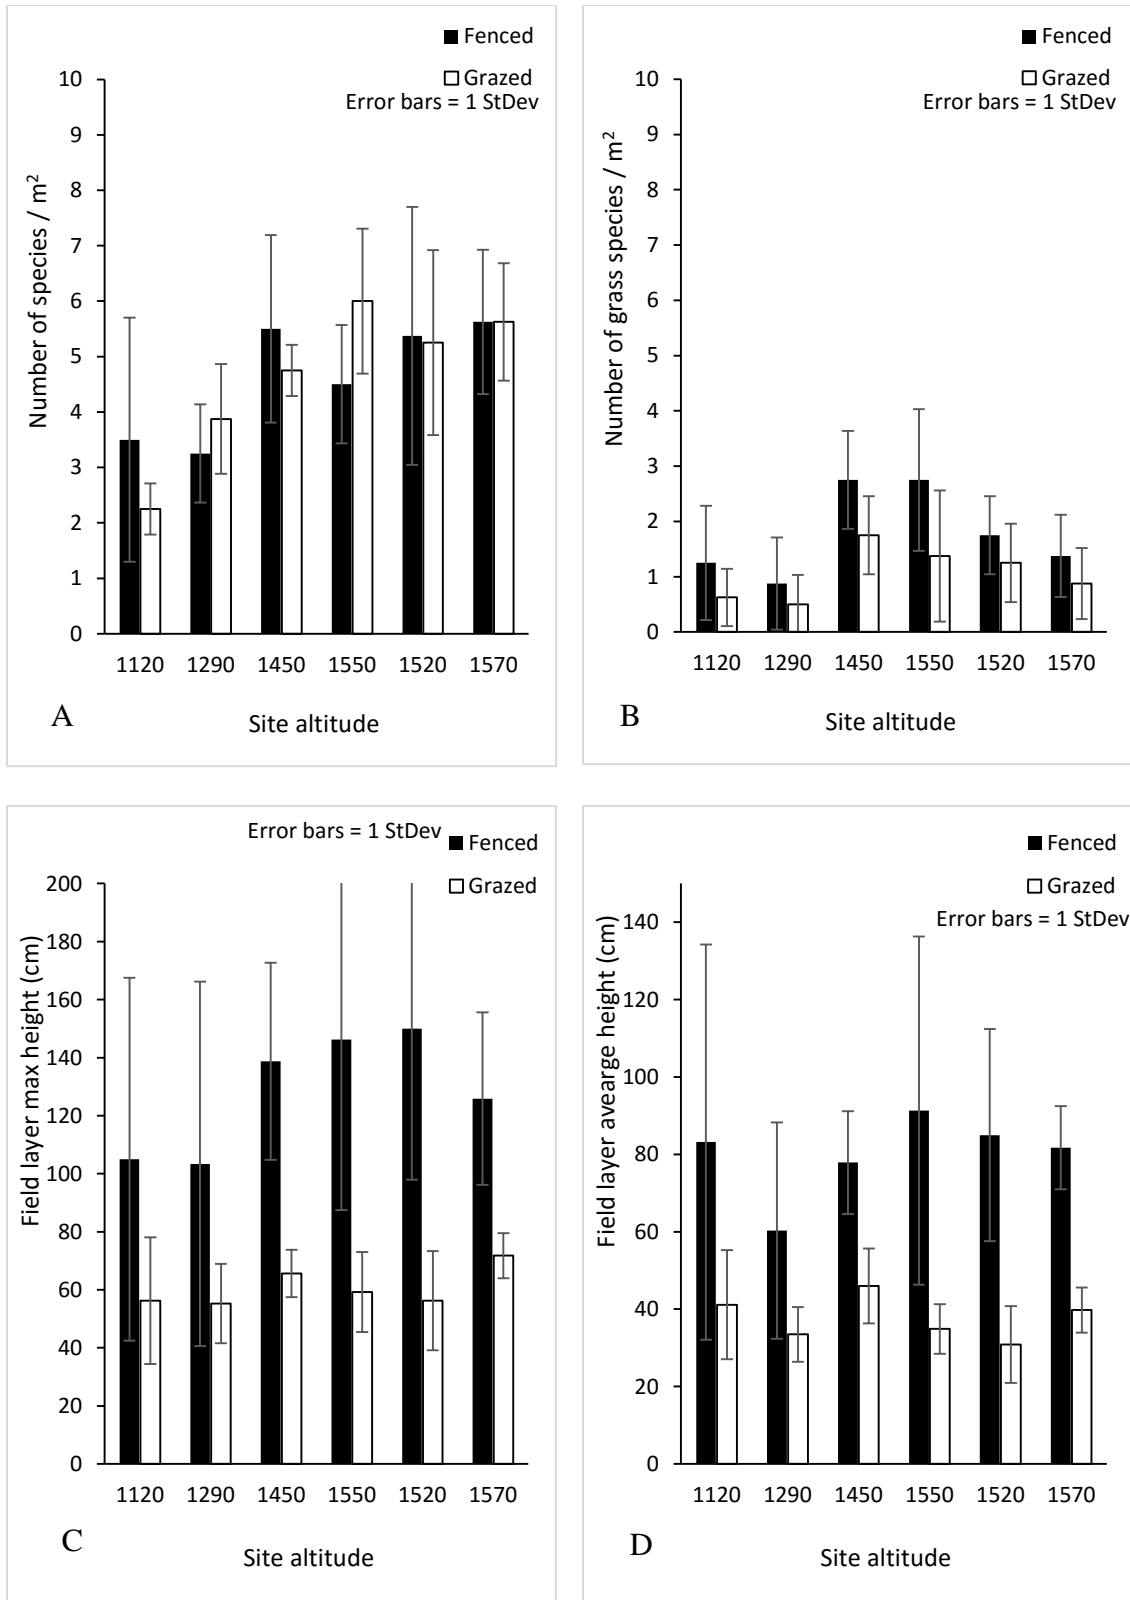 Fenced
Grazed
Error bars = 1 StDev
Number of species / m²
10
9
8
7
6
5
4
3
2
1
0
1120 1290 1450 1550 1520 1570
A
Site altitude
Fenced
Grazed
Error bars = 1 StDev
Number of grass species / m²
10
9
8
7
6
5
4
3
2
1
0
1120 1290 1450 1550 1520 1570
B
Site altitude
Error bars = 1 StDev
Fenced
Grazed
Field layer max height (cm)
200
180
160
140
120
100
80
60
40
20
0
1120 1290 1450 1550 1520 1570
C
Site altitude
Fenced
Grazed
Error bars = 1 StDev
Field layer avearge height (cm)
140
120
100
80
60
40
20
0
1120 1290 1450 1550 1520 1570
D
Site altitude